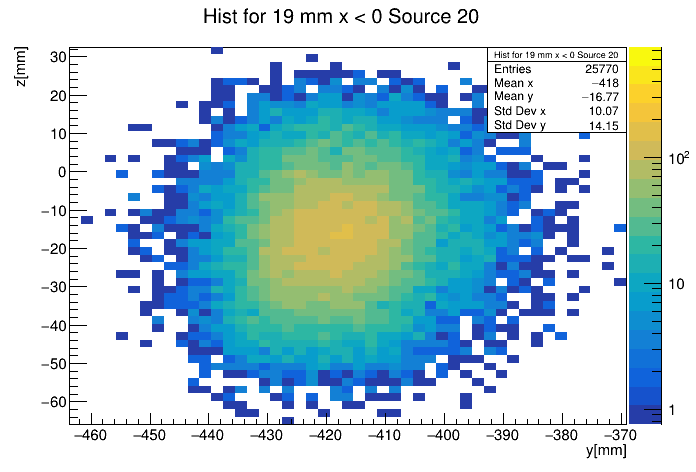 Hist for 19 mm x < 0 Source 20
z[mm]
Hist for 19 mm x < 0 Source 20
Entries 25770
Mean x −418
Mean y −16.77
Std Dev x 10.07
Std Dev y 14.15
30
20
10
0
−10
−20
−30
−40
−50
−60
10²
10
1
−460 −450 −440 −430 −420 −410 −400 −390 −380 −370
y[mm]